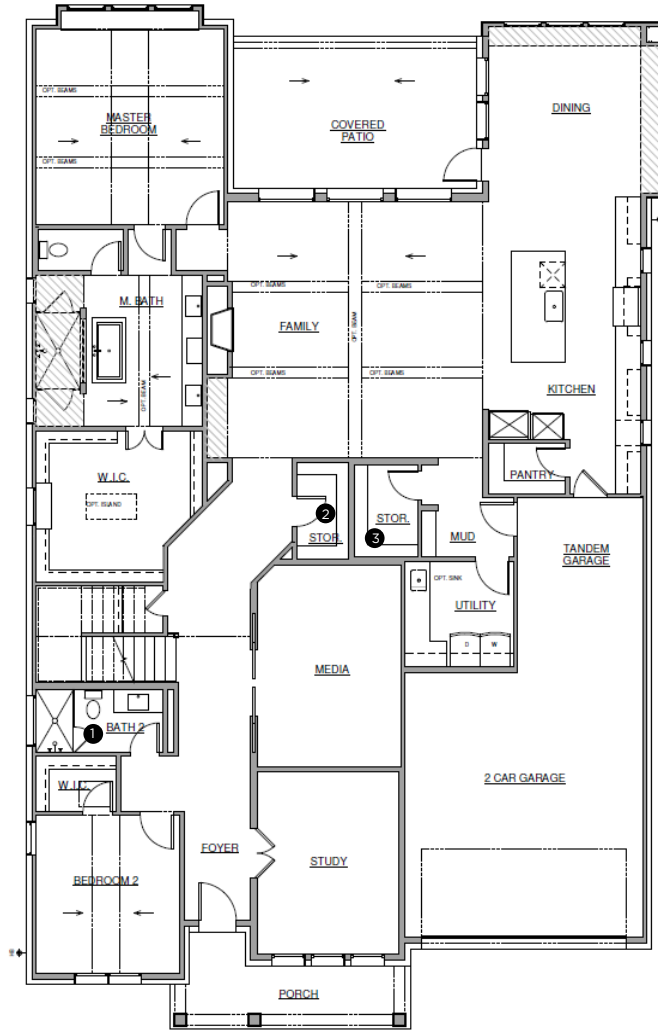 OPT. BEAMS
MASTER
BEDROOM
OPT. BEAMS
COVERED
PATIO
DINING
M. BATH
OPT. BEAM
OPT. BEAMS
OPT. BEAMS
FAMILY
OPT. BEAM
OPT. BEAMS
OPT. BEAMS
KITCHEN
PANTRY
W.I.C.
OPT. ISLAND
2
STOR.
STOR.
3
MUD
TANDEM
GARAGE
OPT. SINK
UTILITY
D
W
MEDIA
1
BATH 2
W.I.C.
2 CAR GARAGE
FOYER
STUDY
BEDROOM 2
HB
PORCH